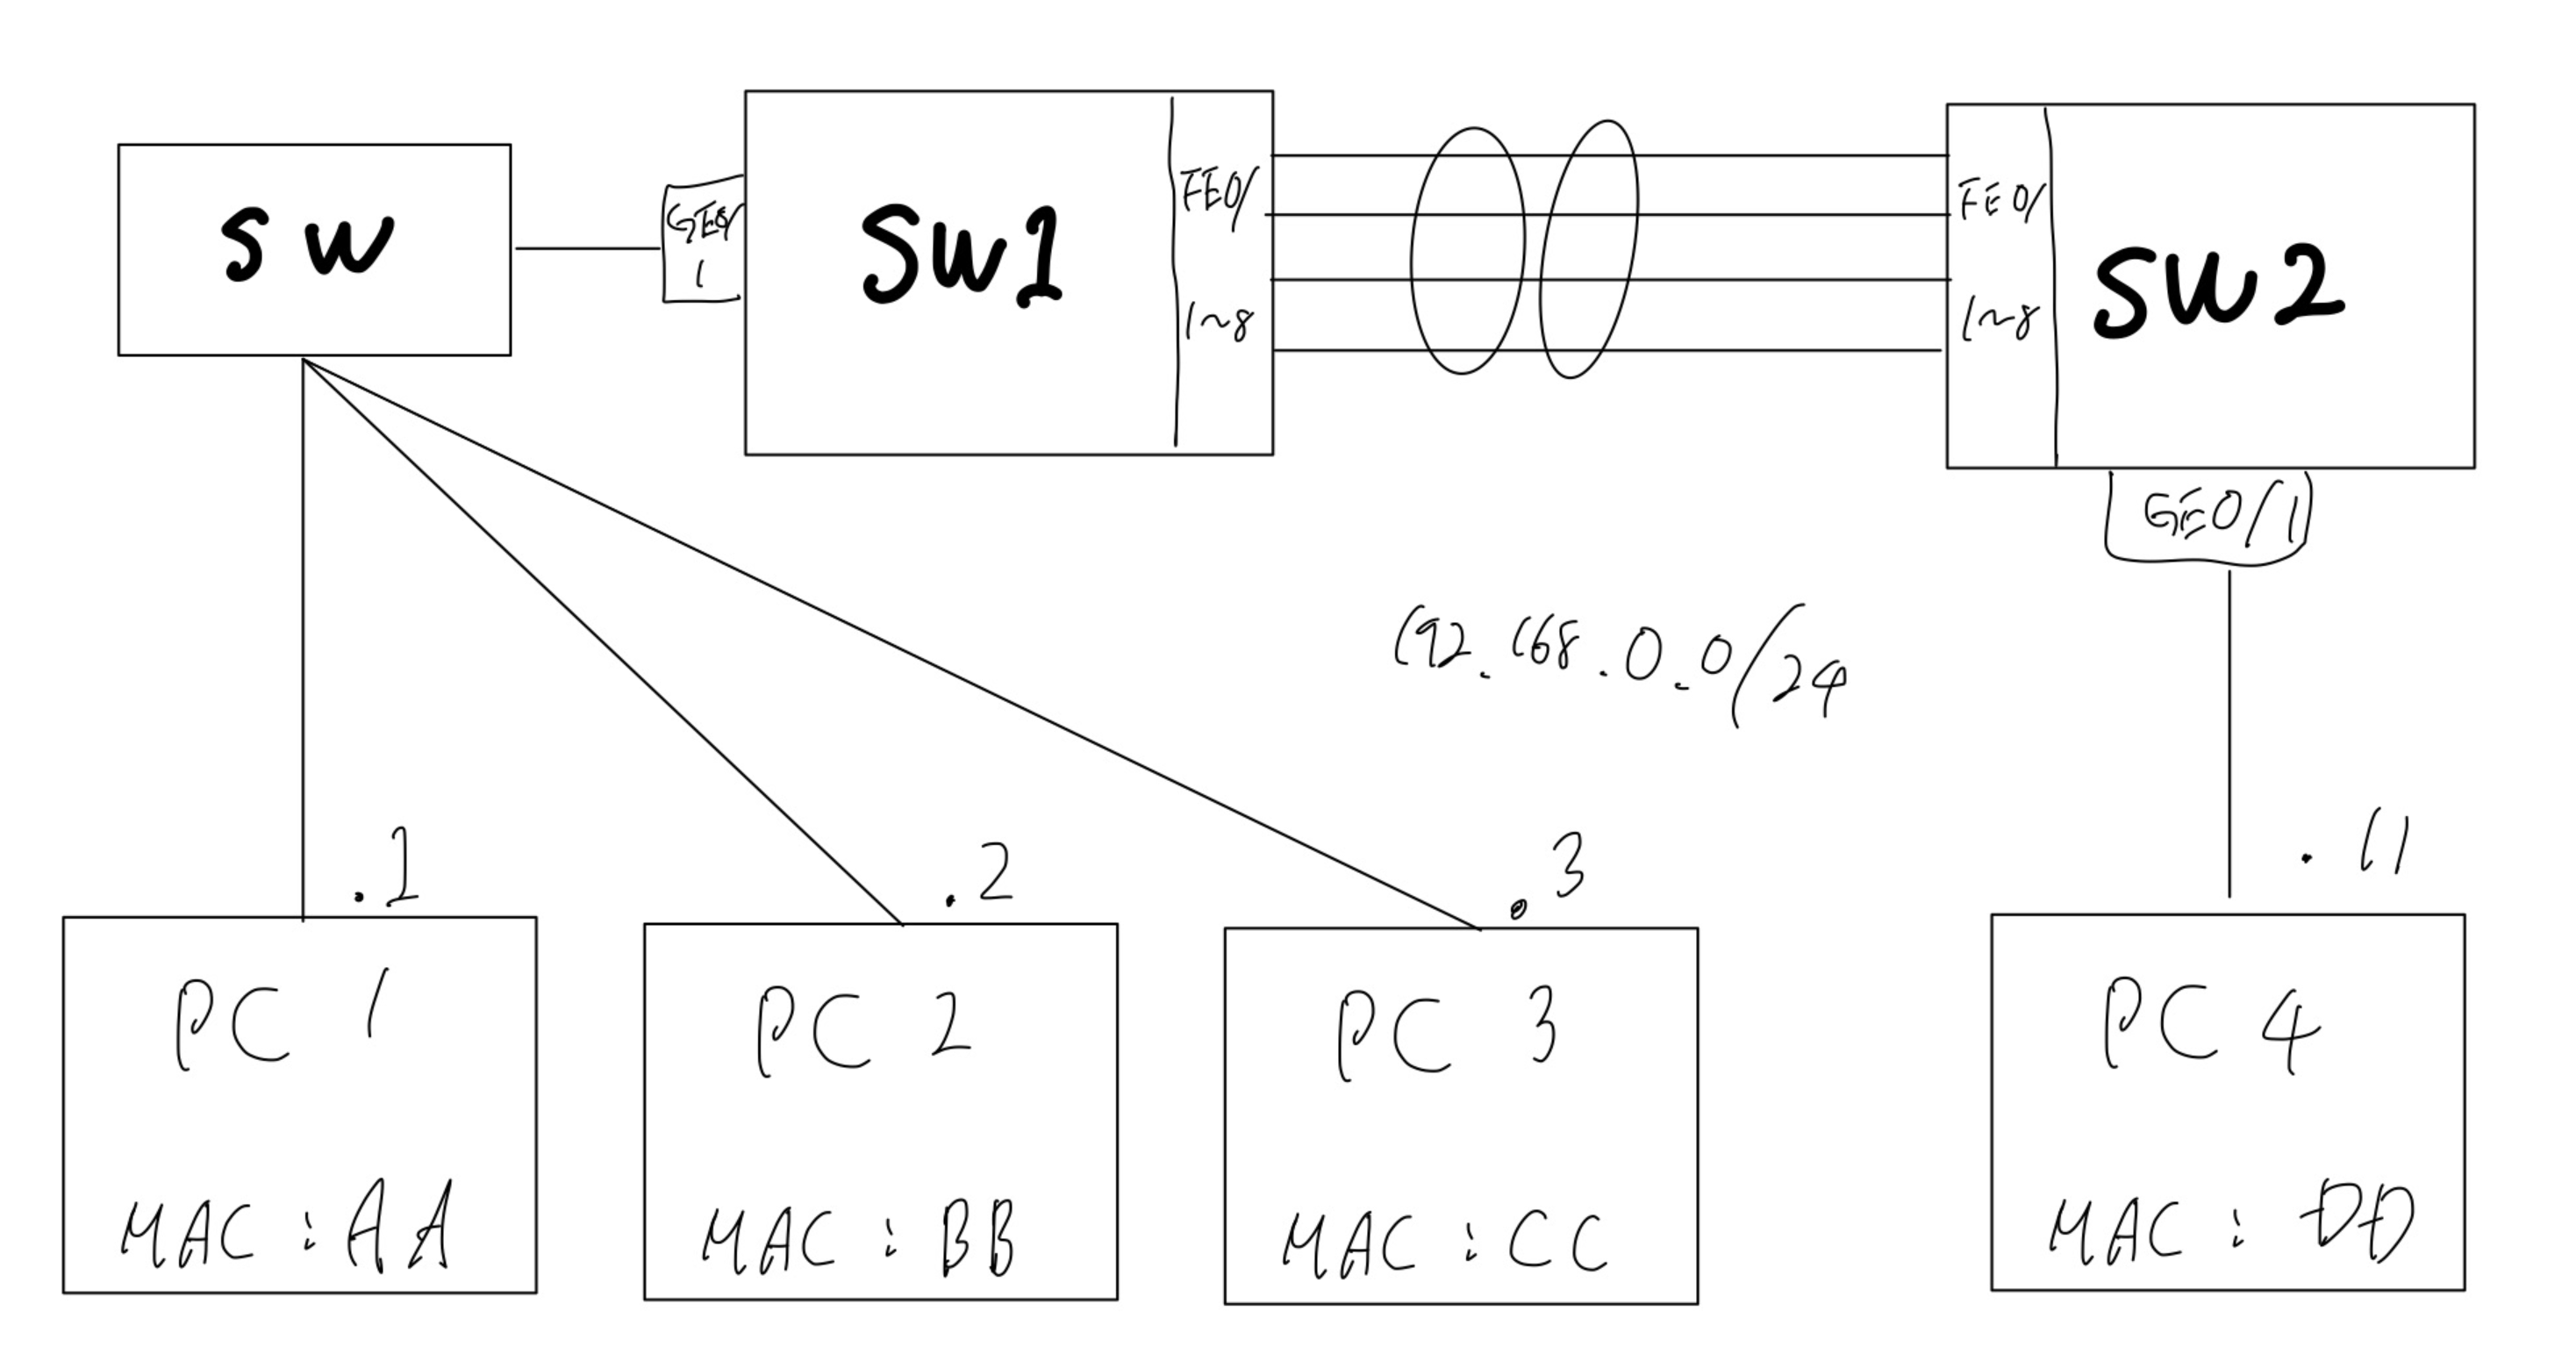 SW
GE0/
1
SW1
FE0/
1~8
FE0/
1~8
SW2
GE0/1
192.168.0.0/24
.1
.2
.3
.11
PC 1
MAC : AA
PC 2
MAC : BB
PC 3
MAC : CC
PC 4
MAC : DD